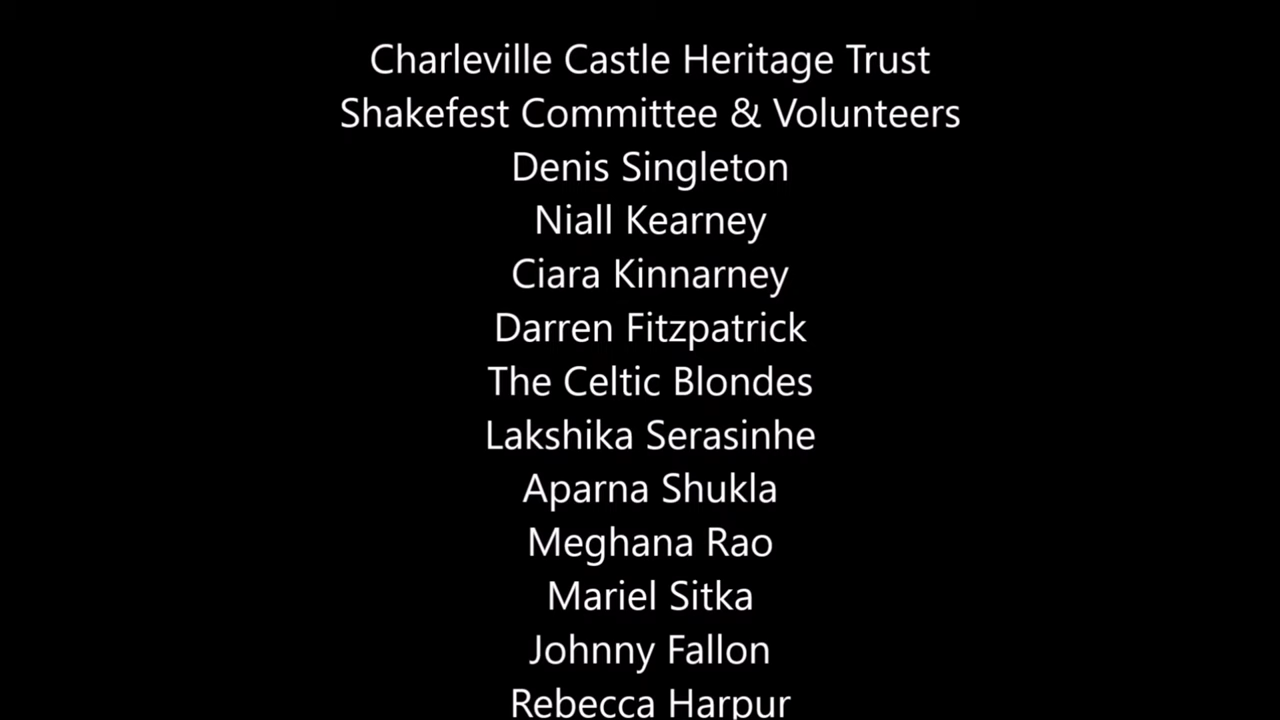 Charleville Castle Heritage Trust
Shakefest Committee & Volunteers
Denis Singleton
Niall Kearney
Ciara Kinnarney
Darren Fitzpatrick
The Celtic Blondes
Lakshika Serasinhe
Aparna Shukla
Meghana Rao
Mariel Sitka
Johnny Fallon
Rebecca Harpur